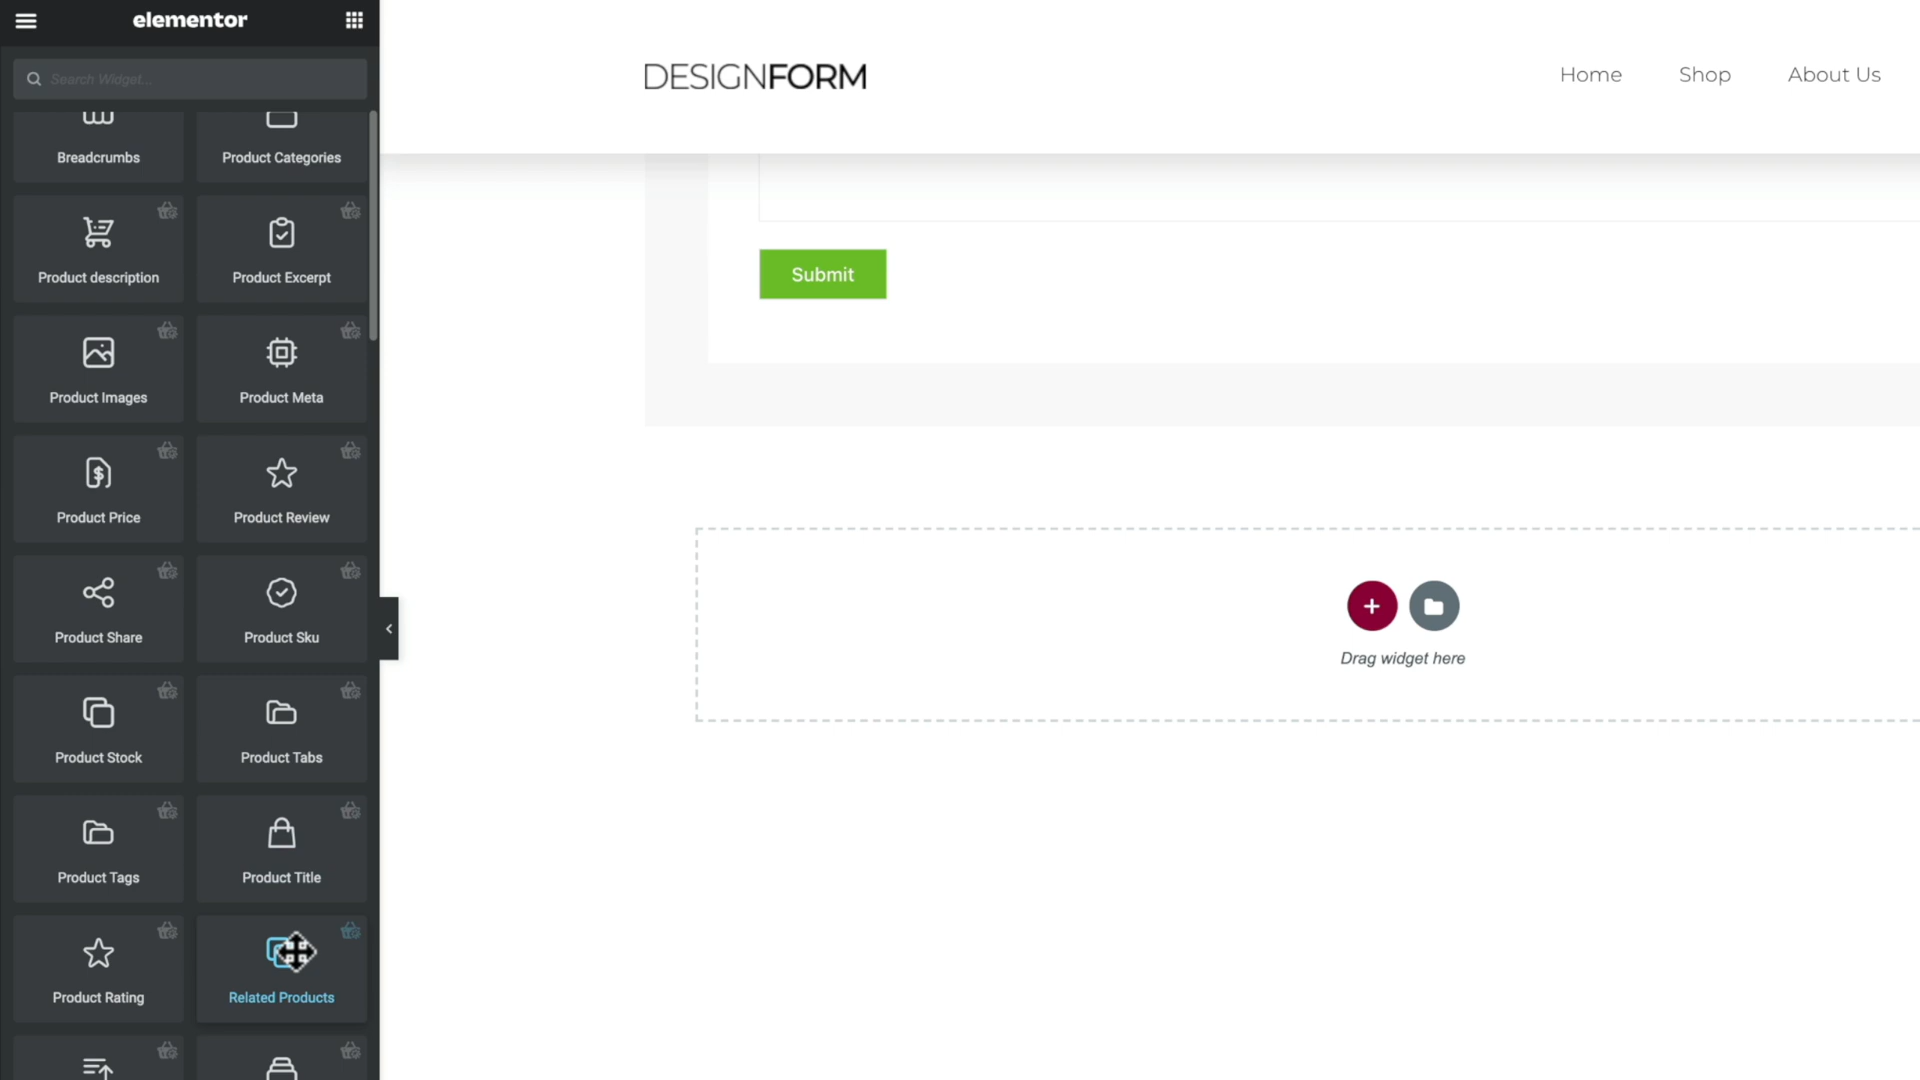 elementor
Search Widget...
Breadcrumbs
Product Categories
Product description
Product Excerpt
Product Images
Product Meta
Product Price
Product Review
Product Share
Product Sku
Product Stock
Product Tabs
Product Tags
Product Title
Product Rating
Related Products
DESIGNFORM
Home
Shop
About Us
Submit
Drag widget here